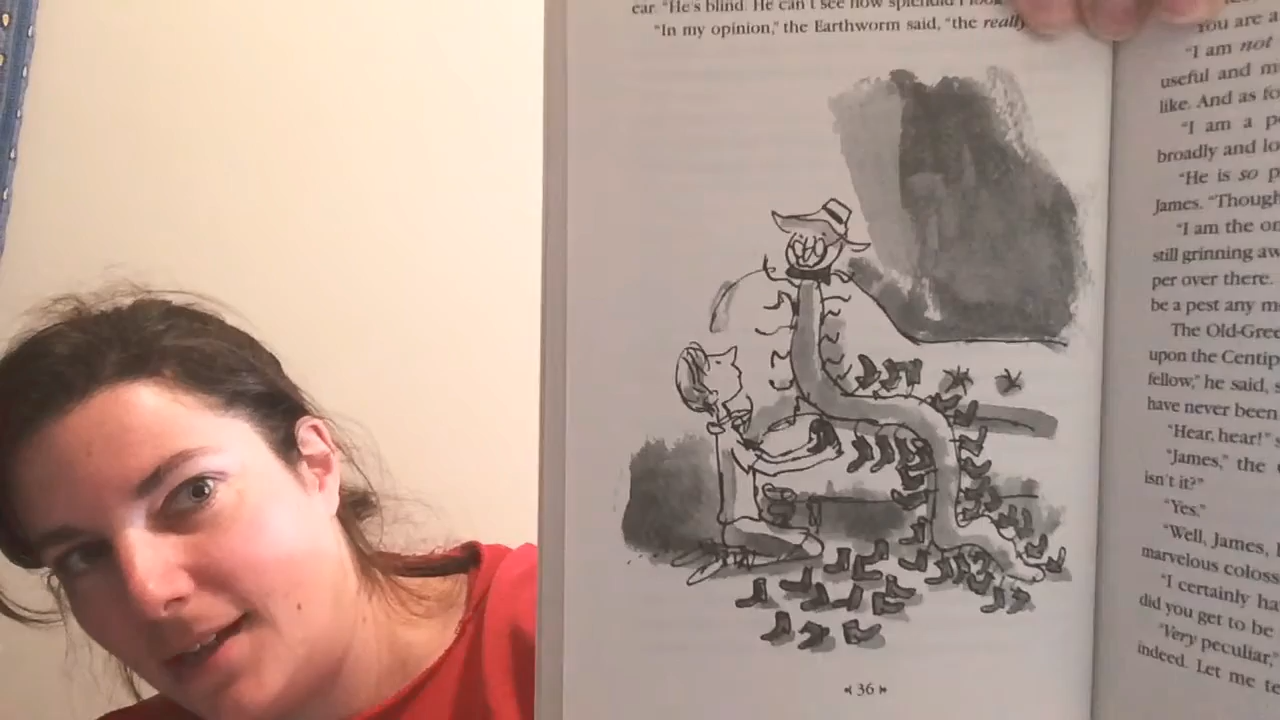 ear. "He's blind. He can't see how splendid I look
"In my opinion," the Earthworm said, "the really
36
You are a
"I am not
useful and m
like. And as fo
"I am a p
broadly and lo
"He is so p
James. "Though
"I am the on
still grinning aw
per over there.
be a pest any m
The Old-Gree
upon the Centip
fellow," he said, s
have never been
"Hear, hear!" s
"James," the
isn't it?"
"Yes."
"Well, James, I
marvelous coloss
"I certainly ha
did you get to be
"Very peculiar,"
indeed. Let me te